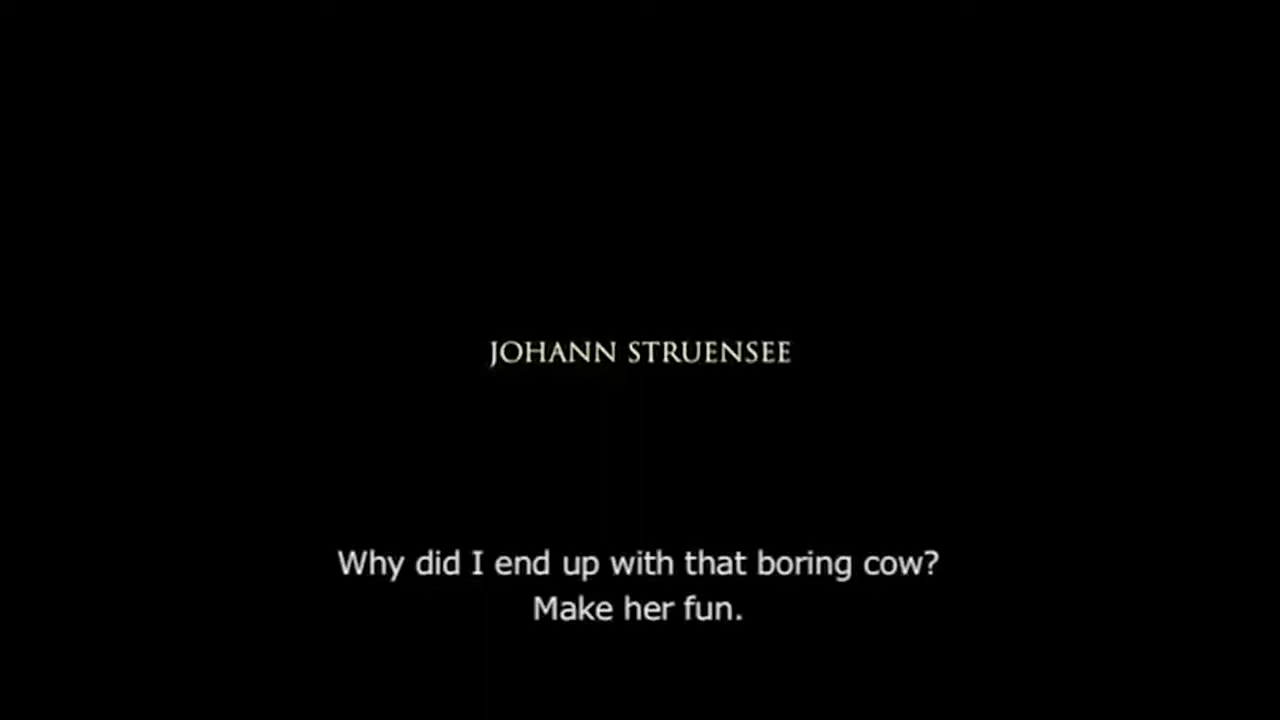 JOHANN STRUENSEE
Why did I end up with that boring cow?
Make her fun.